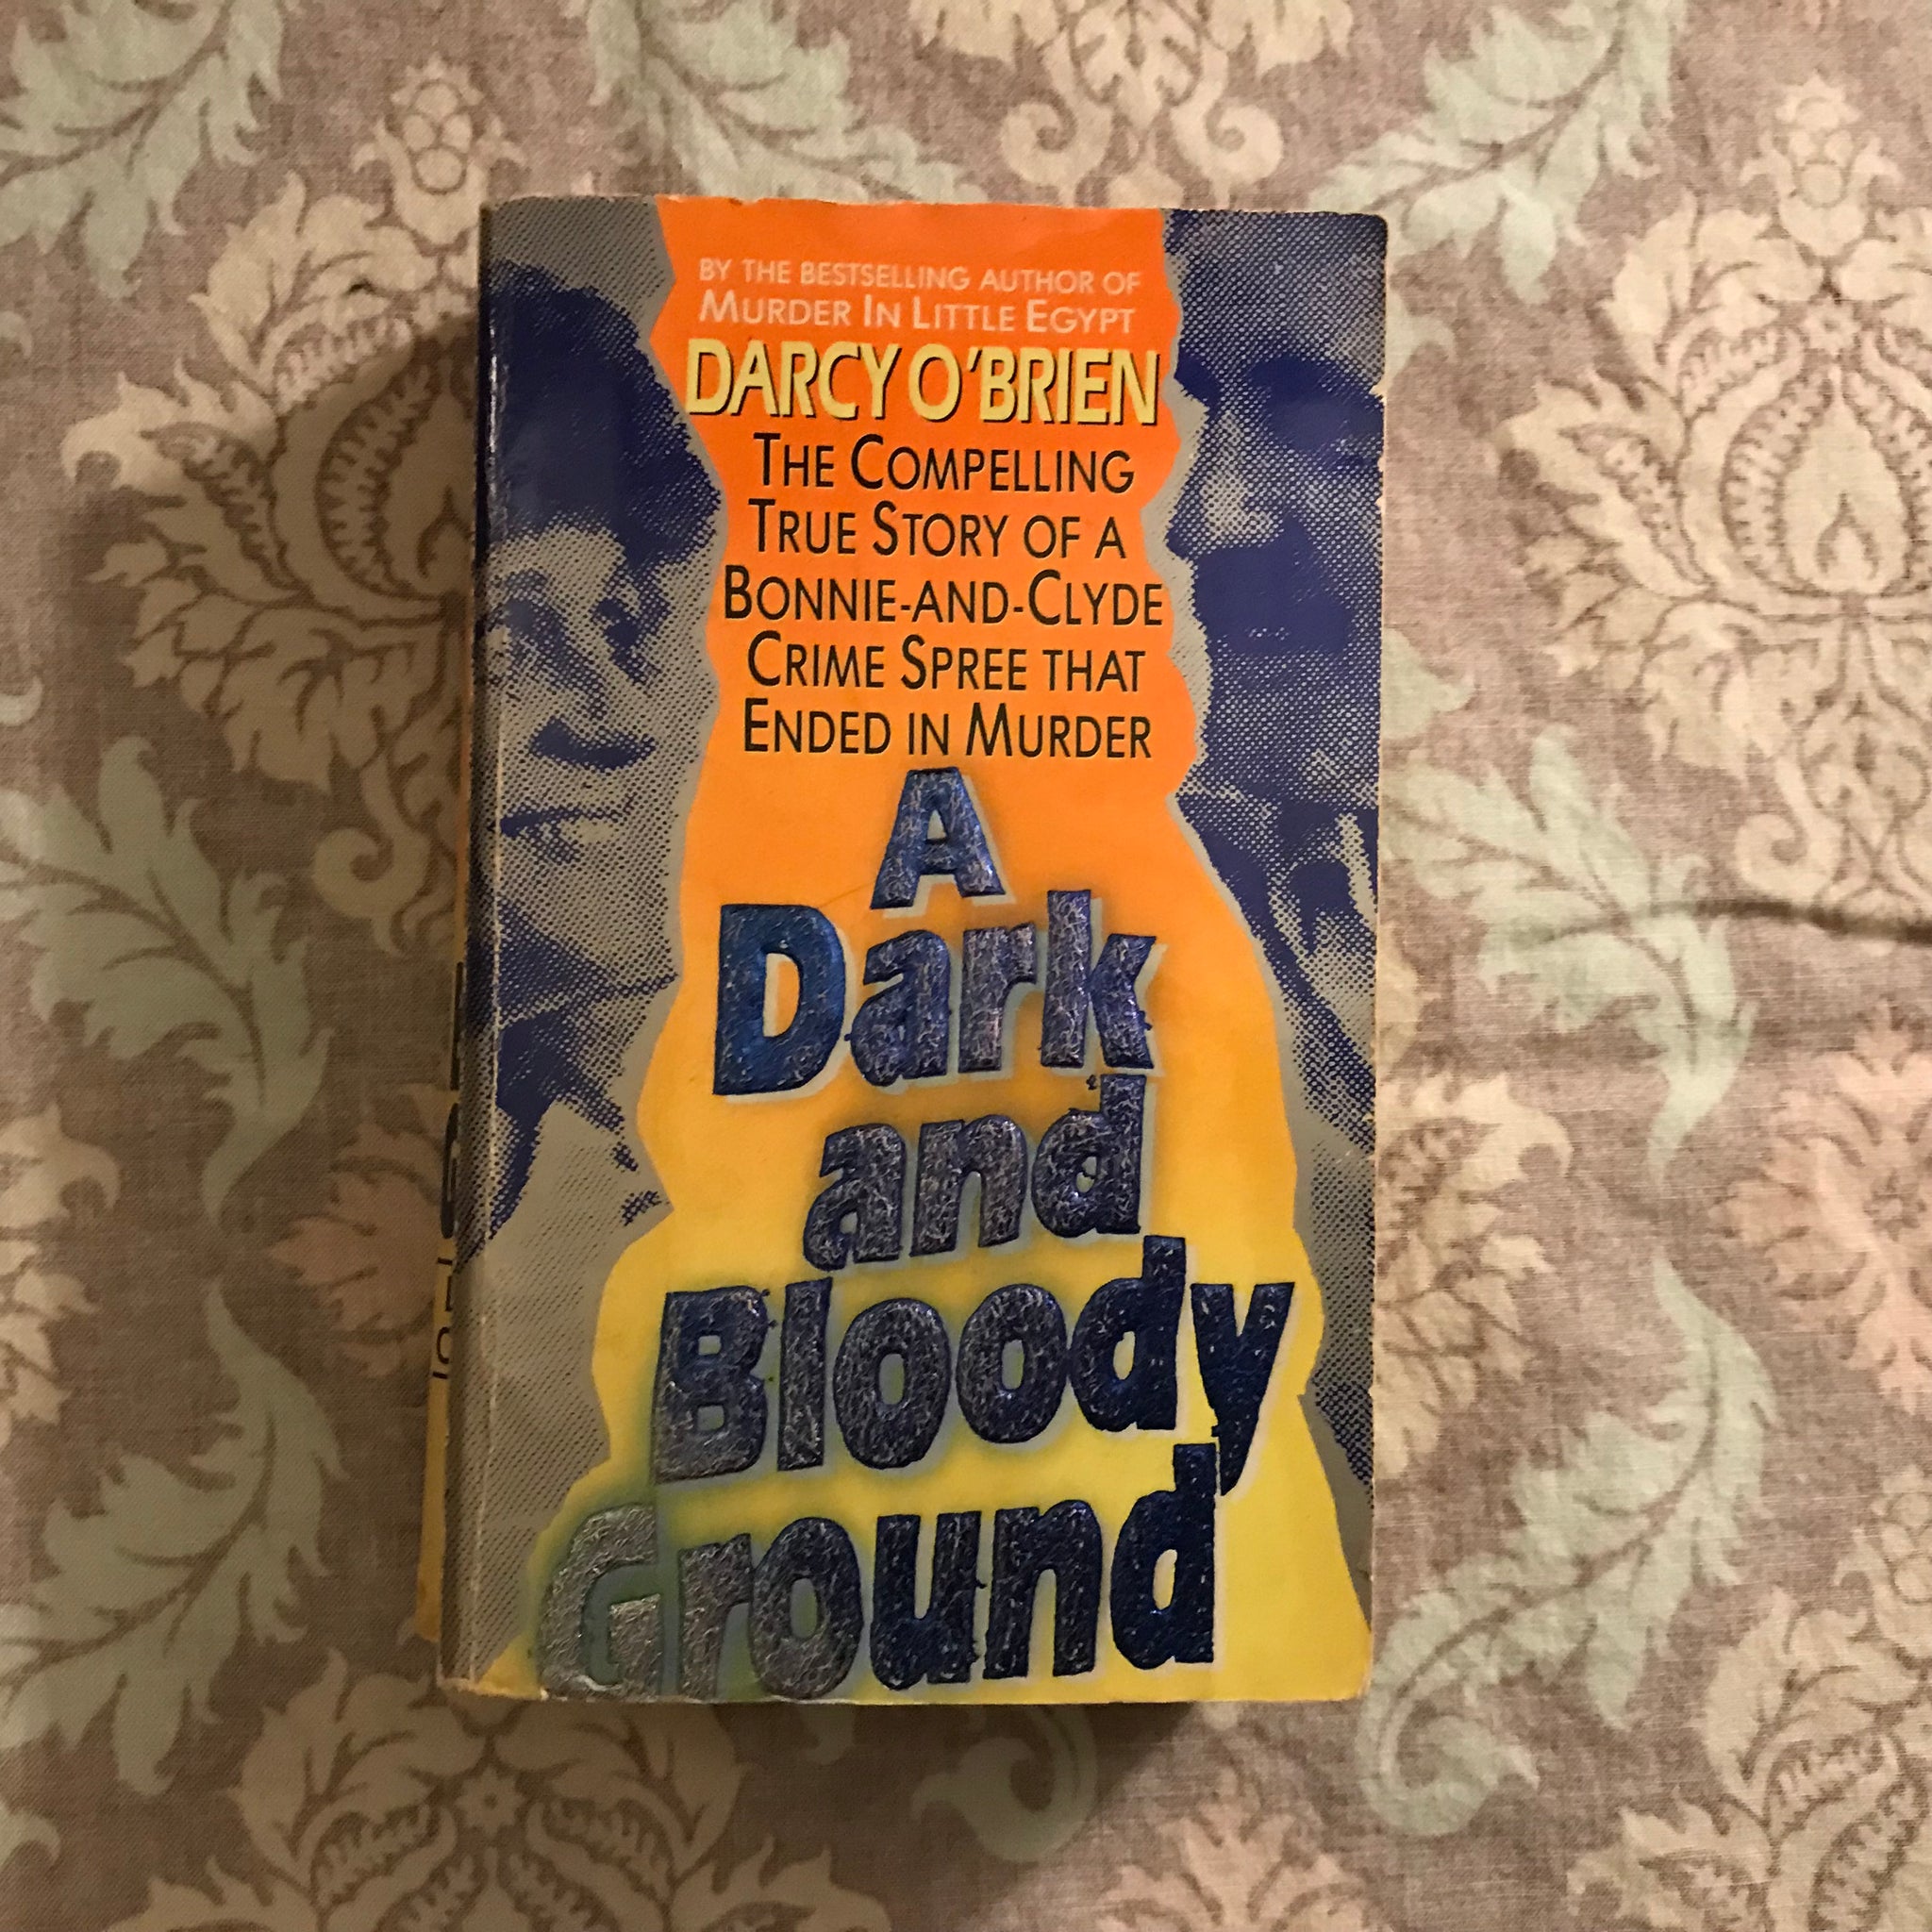 BY THE BESTSELLING AUTHOR OF
MURDER IN LITTLE EGYPT
DARCY O'BRIEN
THE COMPELLING
TRUE STORY OF A
BONNIE-AND-CLYDE
CRIME SPREE THAT
ENDED IN MURDER
A
Dark
and
Bloody
Ground